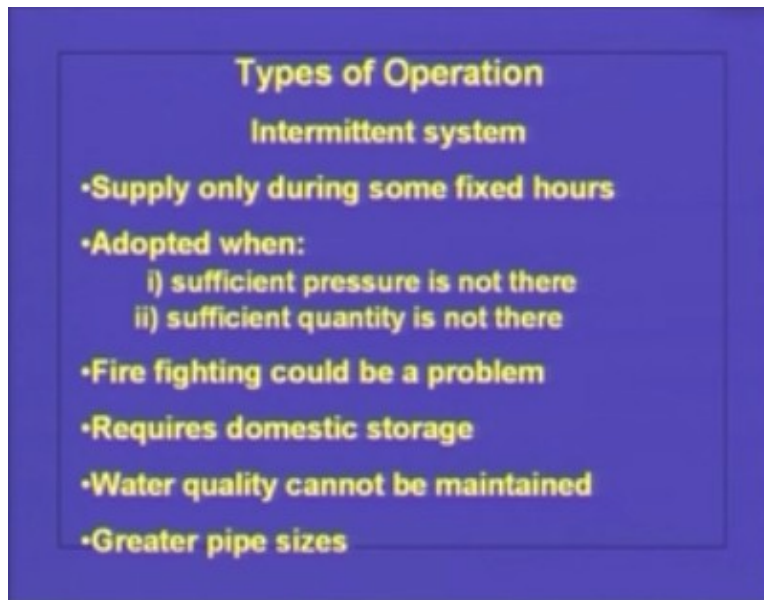 Types of Operation
Intermittent system
•Supply only during some fixed hours
•Adopted when:
i) sufficient pressure is not there
ii) sufficient quantity is not there
•Fire fighting could be a problem
•Requires domestic storage
•Water quality cannot be maintained
•Greater pipe sizes